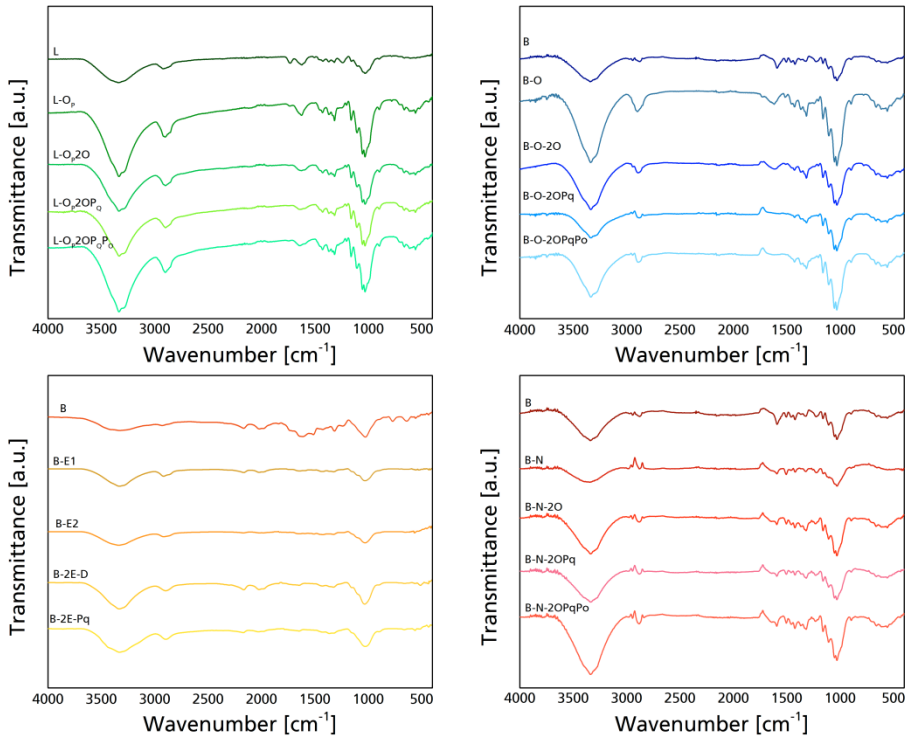 Transmittance [a.u.]
L
L-Oₚ
L-Oₚ2O
L-Oₚ2OP_Q
L-Oₚ2OP_QP_O
4000 3500 3000 2500 2000 1500 1000 500
Wavenumber [cm⁻¹]
Transmittance [a.u.]
B
B-O
B-O-2O
B-O-2OPq
B-O-2OPqPo
4000 3500 3000 2500 2000 1500 1000 500
Wavenumber [cm⁻¹]
Transmittance [a.u.]
B
B-E1
B-E2
B-2E-D
B-2E-Pq
4000 3500 3000 2500 2000 1500 1000 500
Wavenumber [cm⁻¹]
Transmittance [a.u.]
B
B-N
B-N-2O
B-N-2OPq
B-N-2OPqPo
4000 3500 3000 2500 2000 1500 1000 500
Wavenumber [cm⁻¹]